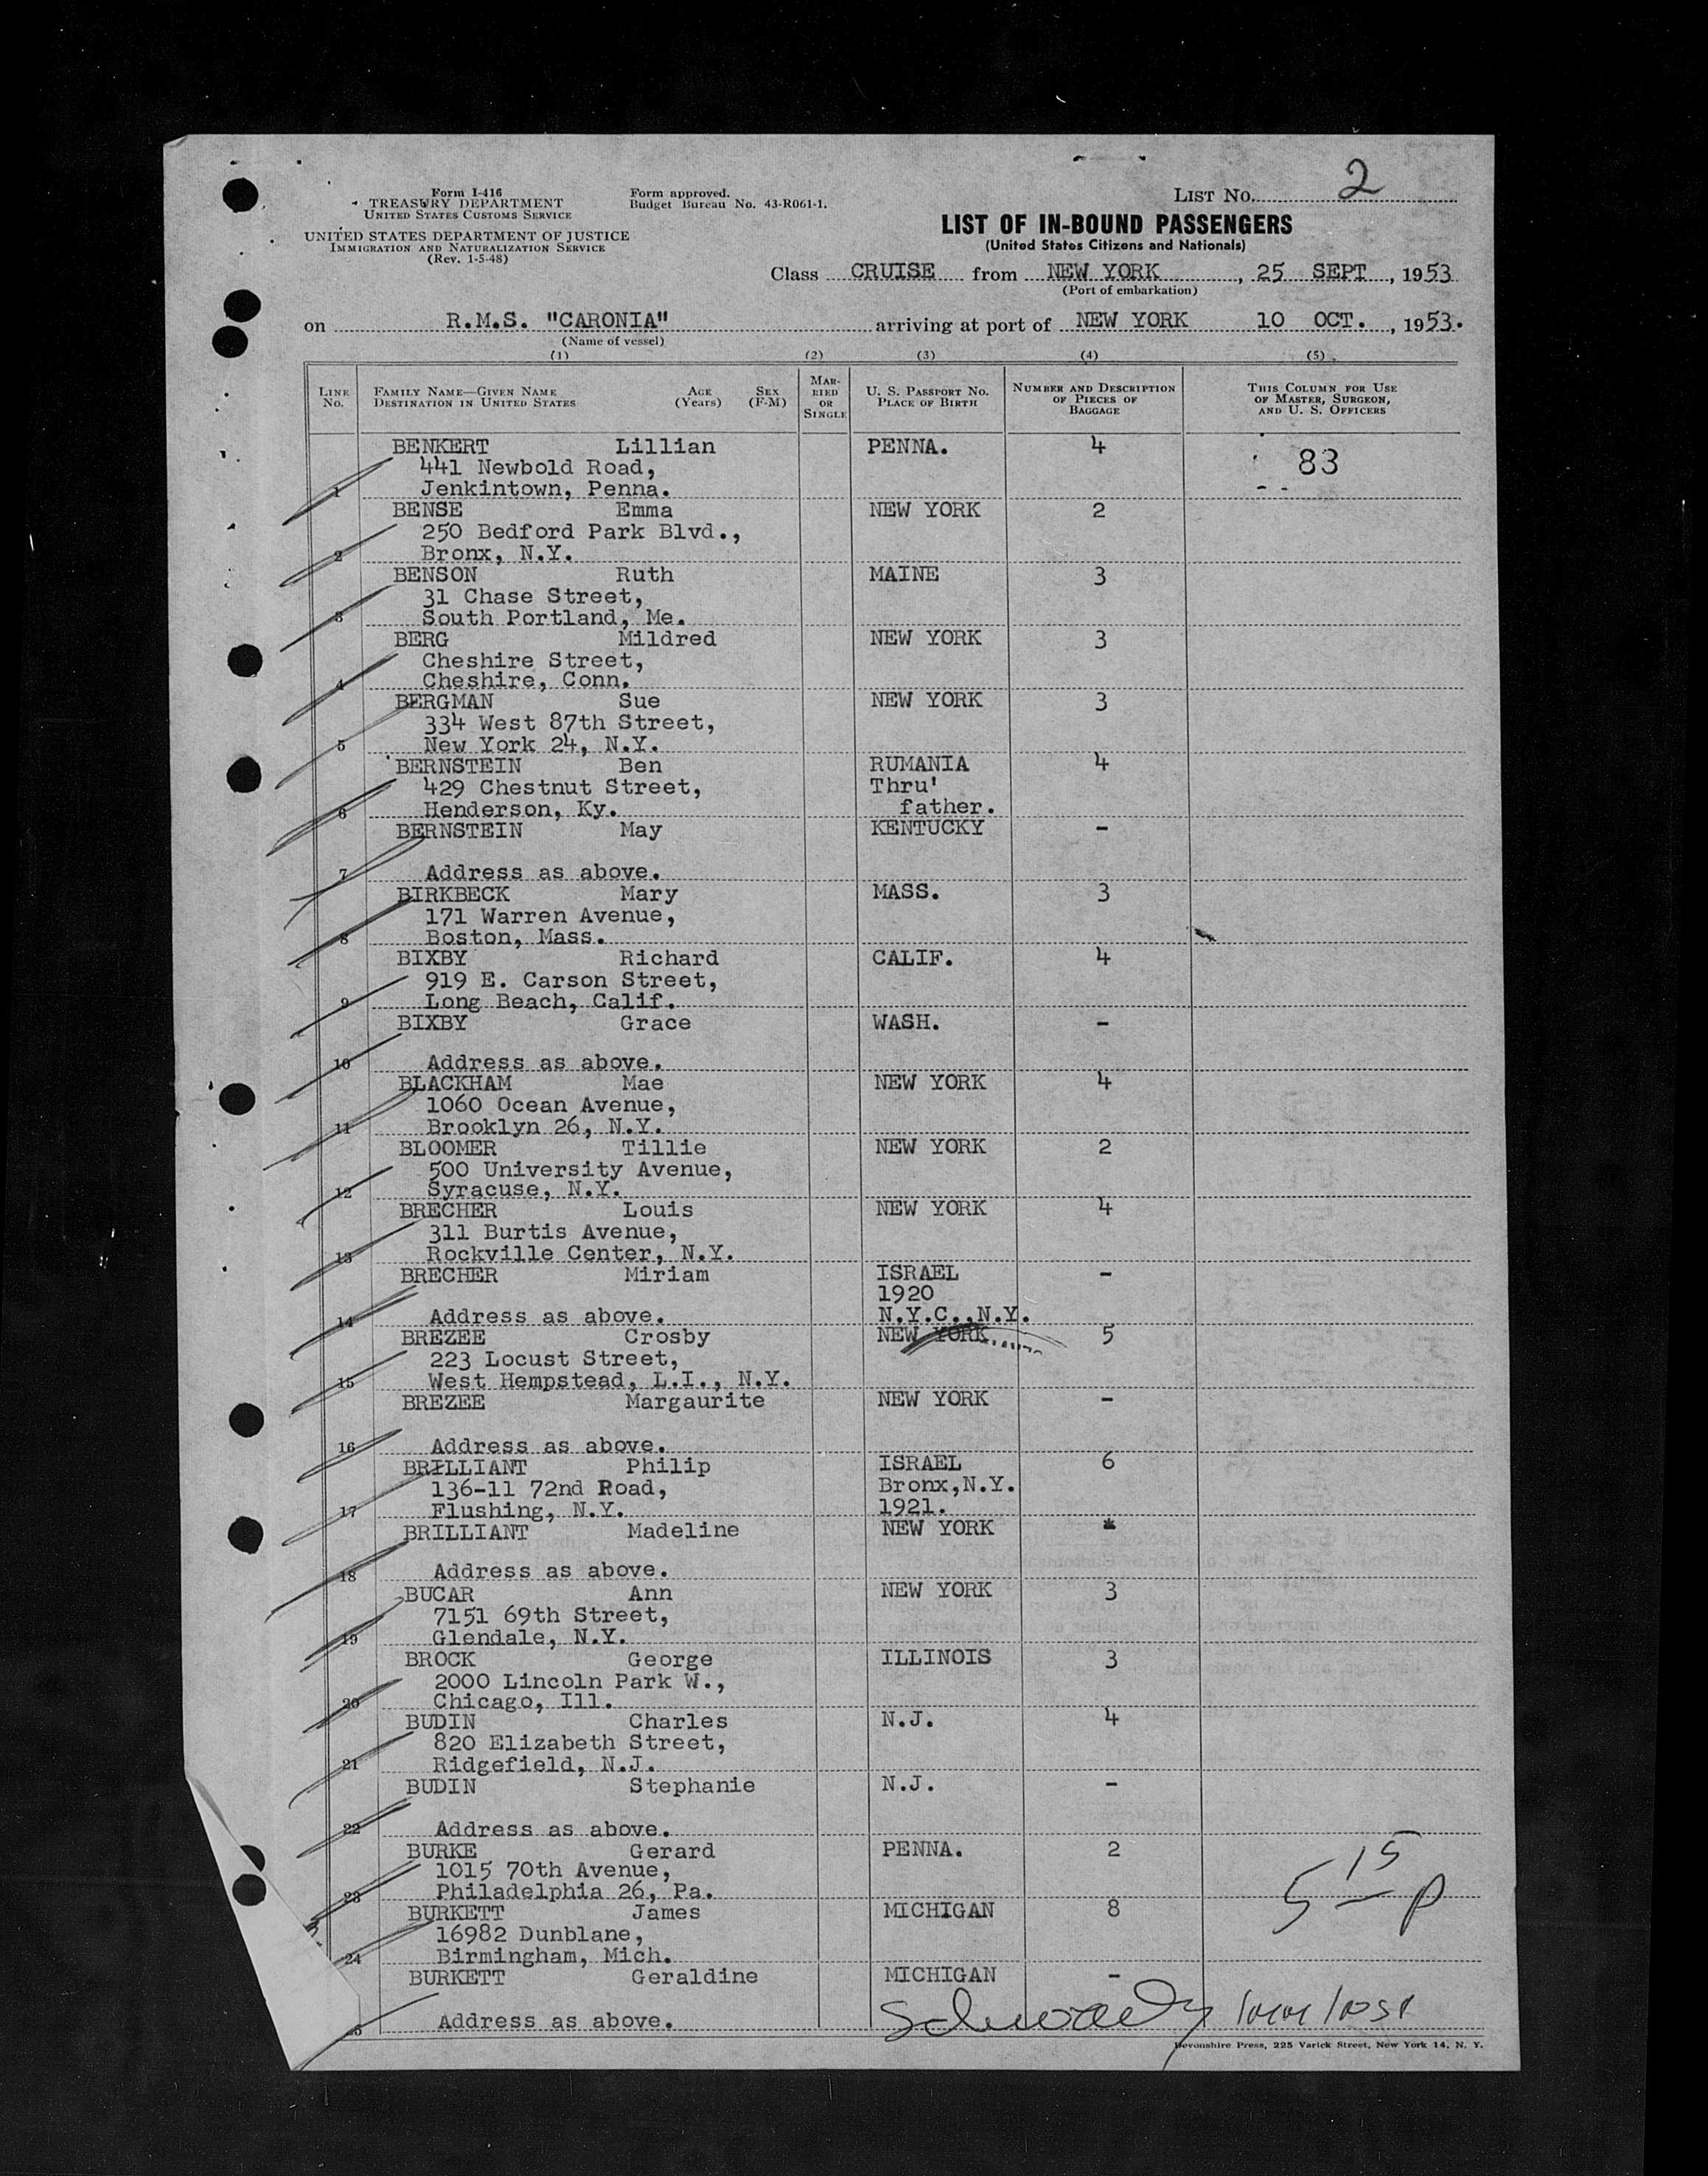 Form I-416
TREASURY DEPARTMENT
UNITED STATES CUSTOMS SERVICE
UNITED STATES DEPARTMENT OF JUSTICE
IMMIGRATION AND NATURALIZATION SERVICE
(Rev. 1-5-48)
Form approved.
Budget Bureau No. 43-R061-1.
LIST No. 2
LIST OF IN-BOUND PASSENGERS
(United States Citizens and Nationals)
Class CRUISE from NEW YORK, 25 SEPT, 1953
(Port of embarkation)
on R.M.S. "CARONIA" arriving at port of NEW YORK 10 OCT., 1953.
(Name of vessel)
(1) (2) (3) (4) (5)
LINE No. FAMILY NAME—GIVEN NAME DESTINATION IN UNITED STATES AGE (Years) SEX (F-M) MARRIED OR SINGLE U. S. PASSPORT NO. PLACE OF BIRTH NUMBER AND DESCRIPTION OF PIECES OF BAGGAGE THIS COLUMN FOR USE OF MASTER, SURGEON, AND U. S. OFFICERS
BENKERT Lillian PENNA. 4 83
441 Newbold Road,
1 Jenkintown, Penna.
BENSE Emma NEW YORK 2
250 Bedford Park Blvd.,
2 Bronx, N.Y.
BENSON Ruth MAINE 3
31 Chase Street,
3 South Portland, Me.
BERG Mildred NEW YORK 3
Cheshire Street,
4 Cheshire, Conn.
BERGMAN Sue NEW YORK 3
334 West 87th Street,
5 New York 24, N.Y.
BERNSTEIN Ben RUMANIA 4
429 Chestnut Street, Thru'
6 Henderson, Ky. father.
BERNSTEIN May KENTUCKY -
7 Address as above.
BIRKBECK Mary MASS. 3
171 Warren Avenue,
8 Boston, Mass.
BIXBY Richard CALIF. 4
919 E. Carson Street,
9 Long Beach, Calif.
BIXBY Grace WASH. -
10 Address as above.
BLACKHAM Mae NEW YORK 4
1060 Ocean Avenue,
11 Brooklyn 26, N.Y.
BLOOMER Tillie NEW YORK 2
500 University Avenue,
12 Syracuse, N.Y.
BRECHER Louis NEW YORK 4
311 Burtis Avenue,
13 Rockville Center, N.Y.
BRECHER Miriam ISRAEL -
1920
14 Address as above. N.Y.C.,N.Y.
BREZEE Crosby NEW YORK 5
223 Locust Street,
15 West Hempstead, L.I., N.Y.
BREZEE Margaurite NEW YORK -
16 Address as above.
BRILLIANT Philip ISRAEL 6
136-11 72nd Road, Bronx,N.Y.
17 Flushing, N.Y. 1921.
BRILLIANT Madeline NEW YORK *
18 Address as above.
BUCAR Ann NEW YORK 3
7151 69th Street,
19 Glendale, N.Y.
BROCK George ILLINOIS 3
2000 Lincoln Park W.,
20 Chicago, Ill.
BUDIN Charles N.J. 4
820 Elizabeth Street,
21 Ridgefield, N.J.
BUDIN Stephanie N.J. -
22 Address as above.
BURKE Gerard PENNA. 2
1015 70th Avenue,
23 Philadelphia 26, Pa. 5 15 p
BURKETT James MICHIGAN 8
16982 Dunblane,
24 Birmingham, Mich.
BURKETT Geraldine MICHIGAN -
Address as above.
Devonshire Press, 225 Varick Street, New York 14, N. Y.